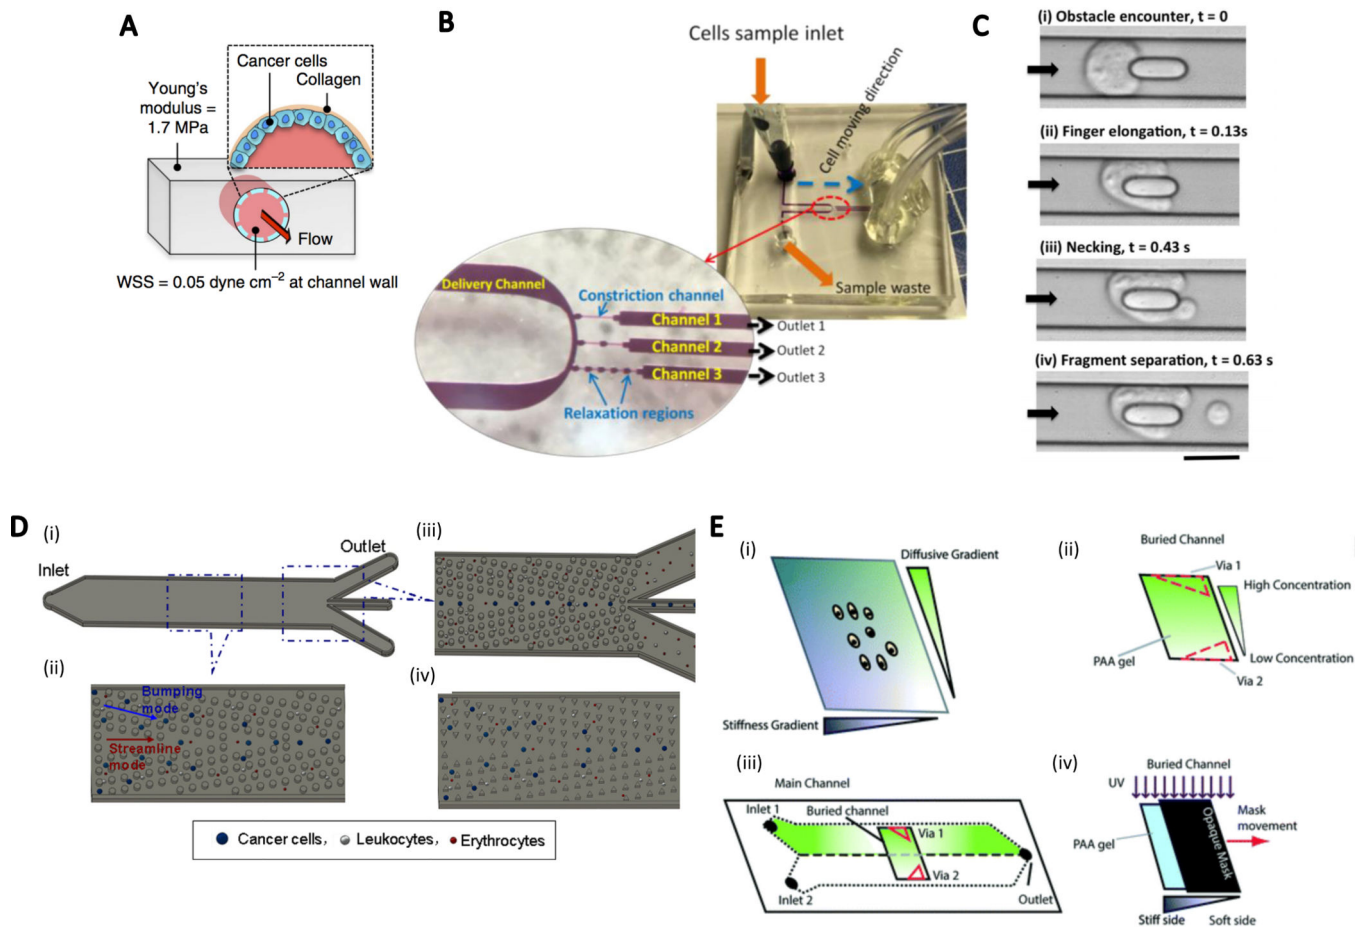 A
Cancer cells
Collagen
Young's
modulus =
1.7 MPa
Flow
WSS = 0.05 dyne cm⁻² at channel wall
B
Cells sample inlet
Cell moving direction
Sample waste
Delivery Channel
Constriction channel
Channel 1
Outlet 1
Channel 2
Outlet 2
Channel 3
Outlet 3
Relaxation regions
C
(i) Obstacle encounter, t = 0
(ii) Finger elongation, t = 0.13s
(iii) Necking, t = 0.43 s
(iv) Fragment separation, t = 0.63 s
D
(i)
Inlet
Outlet
(iii)
(ii)
Bumping
mode
Streamline
mode
(iv)
Cancer cells,
Leukocytes,
Erythrocytes
E
(i)
Diffusive Gradient
Stiffness Gradient
(ii)
Buried Channel
Via 1
High Concentration
PAA gel
Low Concentration
Via 2
(iii)
Main Channel
Inlet 1
Buried channel
Via 1
Via 2
Inlet 2
Outlet
(iv)
Buried Channel
UV
Mask
movement
PAA gel
Opaque Mask
Stiff side
Soft side